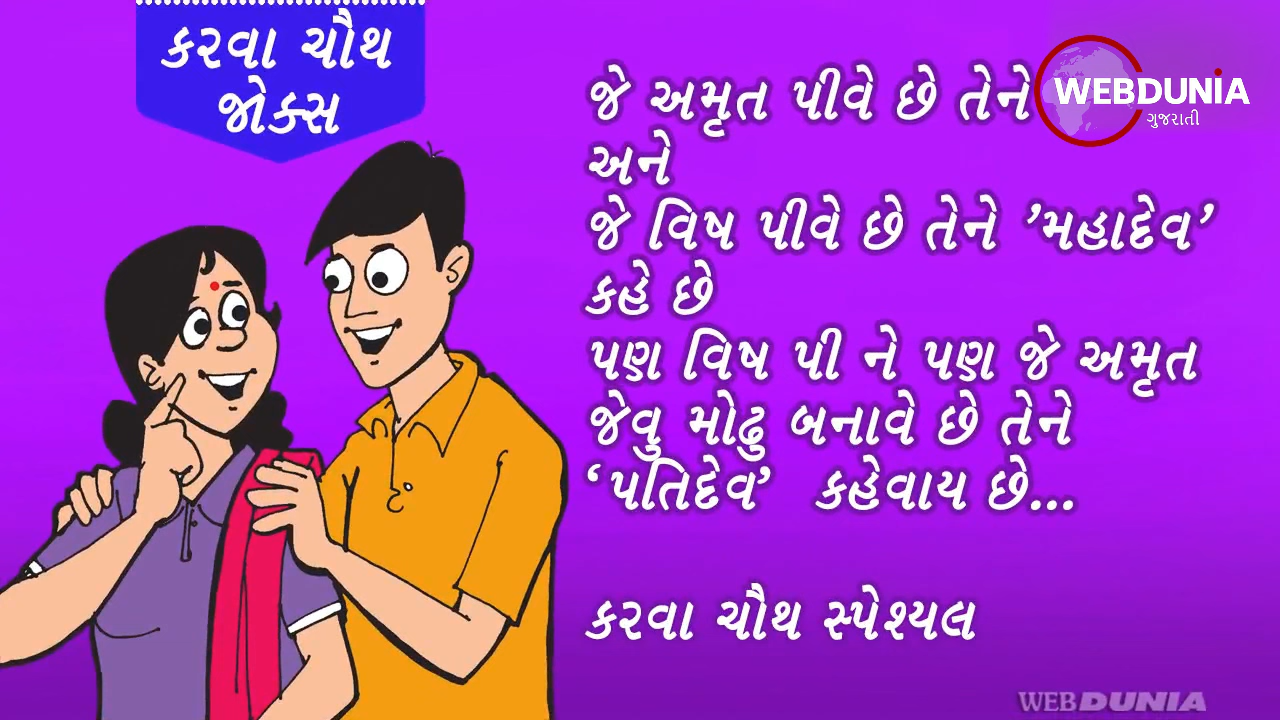 કરવા ચૌથ
જોક્સ
જે અમૃત પીવે છે તેને
અને
જે વિષ પીવે છે તેને ’મહાદેવ’
કહે છે
પણ વિષ પી ને પણ જે અમૃત
જેવુ મોઢુ બનાવે છે તેને
‘પતિદેવ’ કહેવાય છે...
કરવા ચૌથ સ્પેશ્યલ
WEBDUNIA
ગુજરાતી
WEBDUNIA